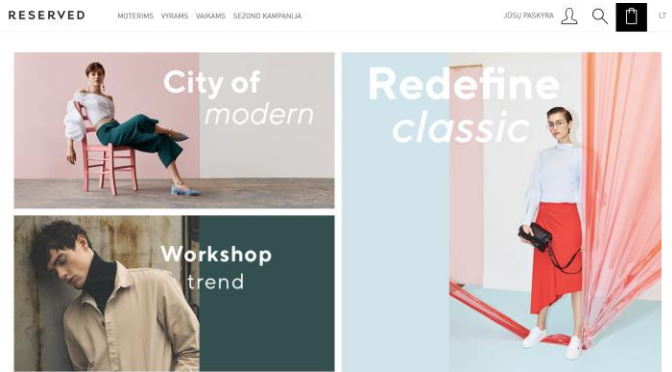 RESERVED
MOTERIMS VYRAMS VAIKAMS SEZONO KAMPANIJA
JŪSŲ PASKYRA
LT
City of
modern
Redefine
classic
Workshop
trend